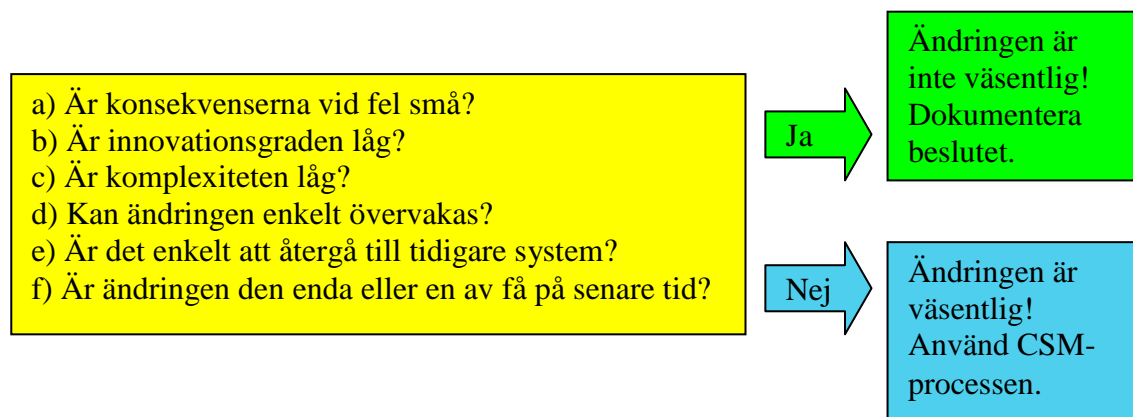 a) Är konsekvenserna vid fel små?
b) Är innovationsgraden låg?
c) Är komplexiteten låg?
d) Kan ändringen enkelt övervakas?
e) Är det enkelt att återgå till tidigare system?
f) Är ändringen den enda eller en av få på senare tid?
Ja
Ändringen är
inte väsentlig!
Dokumentera
beslutet.
Nej
Ändringen är
väsentlig!
Använd CSM-
processen.